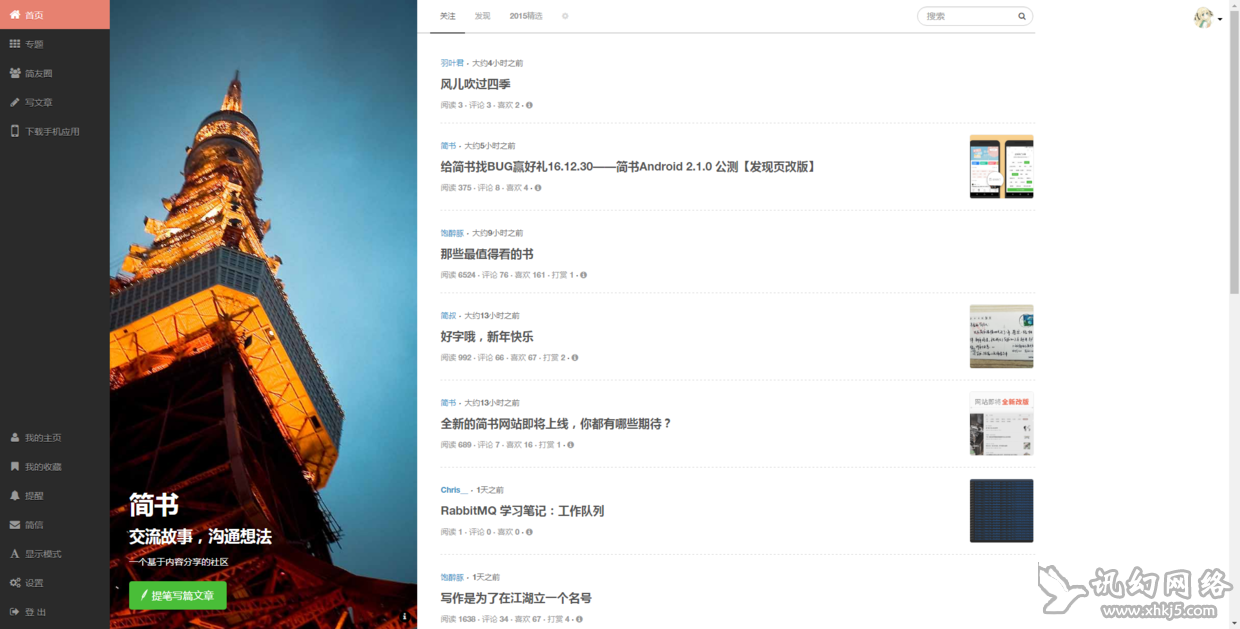 首页
专题
简友圈
写文章
下载手机应用
我的主页
我的收藏
提醒
简信
显示模式
设置
登出
简书
交流故事，沟通想法
一个基于内容分享的社区
提笔写篇文章
关注 发现 2015精选
搜索
羽叶君 · 大约4小时之前
风儿吹过四季
阅读 3 · 评论 3 · 喜欢 2 ·
简书 · 大约5小时之前
给简书找BUG赢好礼16.12.30——简书Android 2.1.0 公测【发现页改版】
阅读 375 · 评论 8 · 喜欢 4 ·
饱醉豚 · 大约9小时之前
那些最值得看的书
阅读 6524 · 评论 76 · 喜欢 161 · 打赏 1 ·
简叔 · 大约13小时之前
好字哦，新年快乐
阅读 992 · 评论 66 · 喜欢 67 · 打赏 2 ·
简书 · 大约13小时之前
全新的简书网站即将上线，你都有哪些期待？
阅读 689 · 评论 7 · 喜欢 16 · 打赏 1 ·
网站即将全新改版
Chris__ · 1天之前
RabbitMQ 学习笔记：工作队列
阅读 1 · 评论 0 · 喜欢 0 ·
饱醉豚 · 1天之前
写作是为了在江湖立一个名号
阅读 1638 · 评论 34 · 喜欢 67 · 打赏 4 ·
讯幻网络
www.xhkj5.com